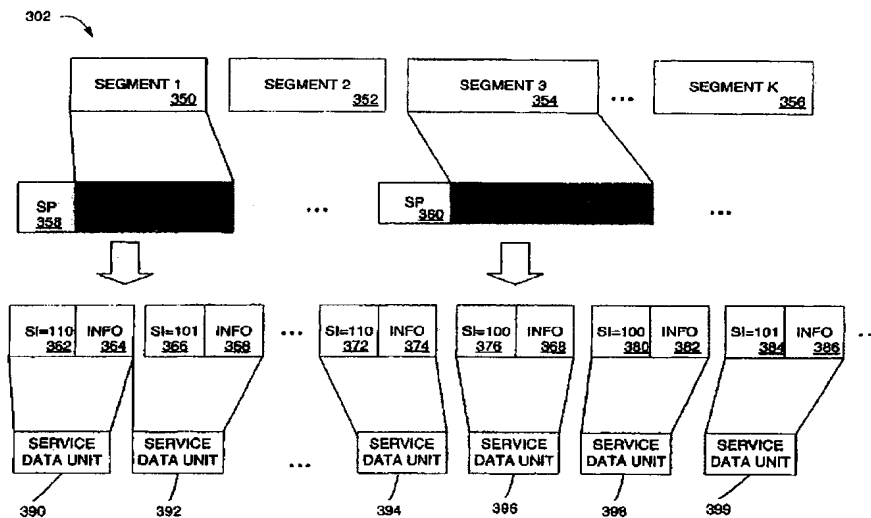 302
SEGMENT 1
350
SEGMENT 2
352
SEGMENT 3
354
...
SEGMENT K
356
SP
358
...
SP
360
...
SI=110
362
INFO
364
SI=101
366
INFO
368
...
SI=110
372
INFO
374
SI=100
376
INFO
368
SI=100
380
INFO
382
SI=101
384
INFO
386
...
SERVICE
DATA UNIT
SERVICE
DATA UNIT
...
SERVICE
DATA UNIT
SERVICE
DATA UNIT
SERVICE
DATA UNIT
SERVICE
DATA UNIT
390
392
394
396
398
399